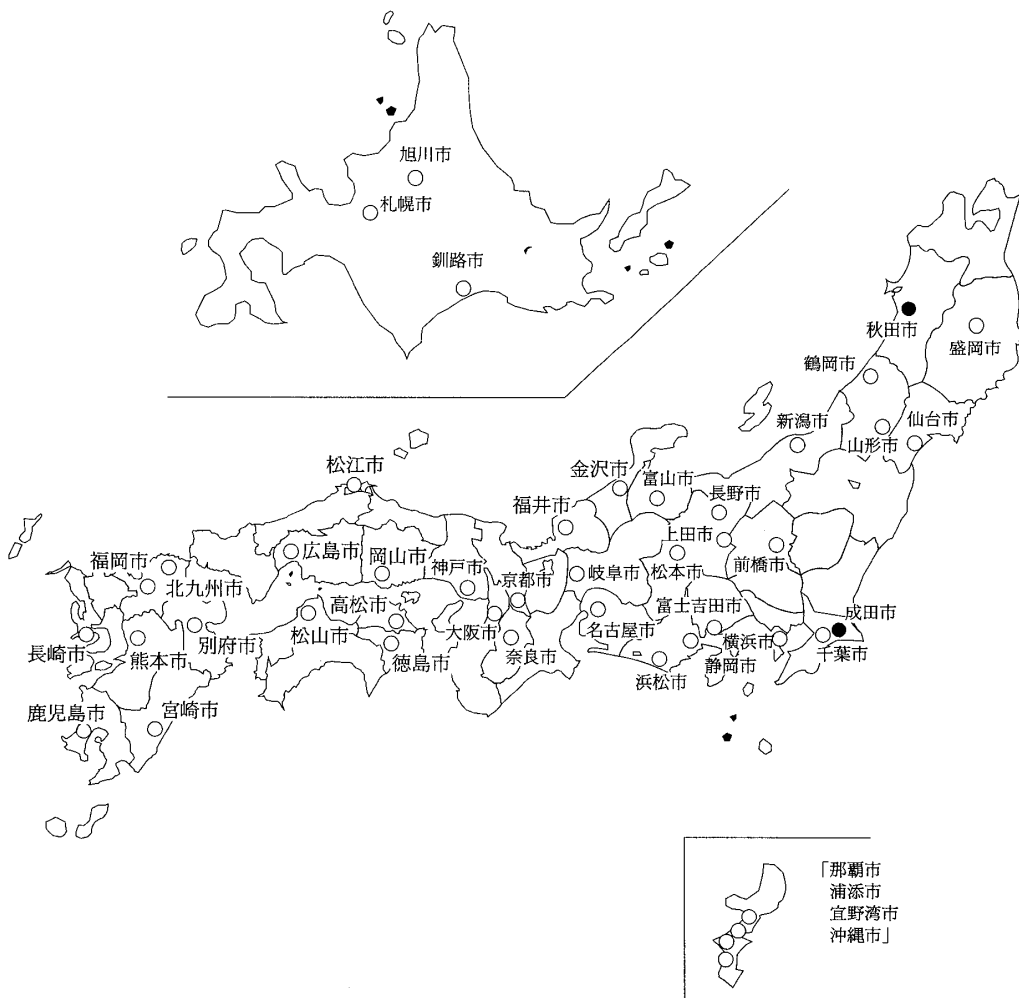 旭川市
札幌市
釧路市
秋田市
盛岡市
鶴岡市
新潟市
仙台市
山形市
松江市
金沢市
富山市
長野市
福井市
上田市
福岡市
広島市
岡山市
神戸市
京都市
岐阜市
松本市
前橋市
北九州市
高松市
富士吉田市
成田市
長崎市
熊本市
別府市
松山市
徳島市
大阪市
奈良市
名古屋市
横浜市
千葉市
浜松市
静岡市
鹿児島市
宮崎市
「那覇市
浦添市
宜野湾市
沖縄市」